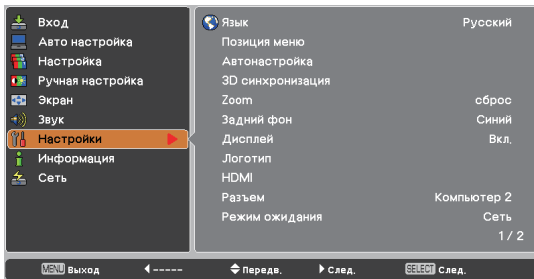 Вход
Авто настройка
Настройка
Ручная настройка
Экран
Звук
Настройки
Информация
Сеть
Язык Русский
Позиция меню
Автонастройка
3D синхронизация
Zoom сброс
Задний фон Синий
Дисплей Вкл.
Логотип
HDMI
Разъем Компьютер 2
Режим ожидания Сеть
1 / 2
MENU Выход ----- Передв. След. SELECT След.